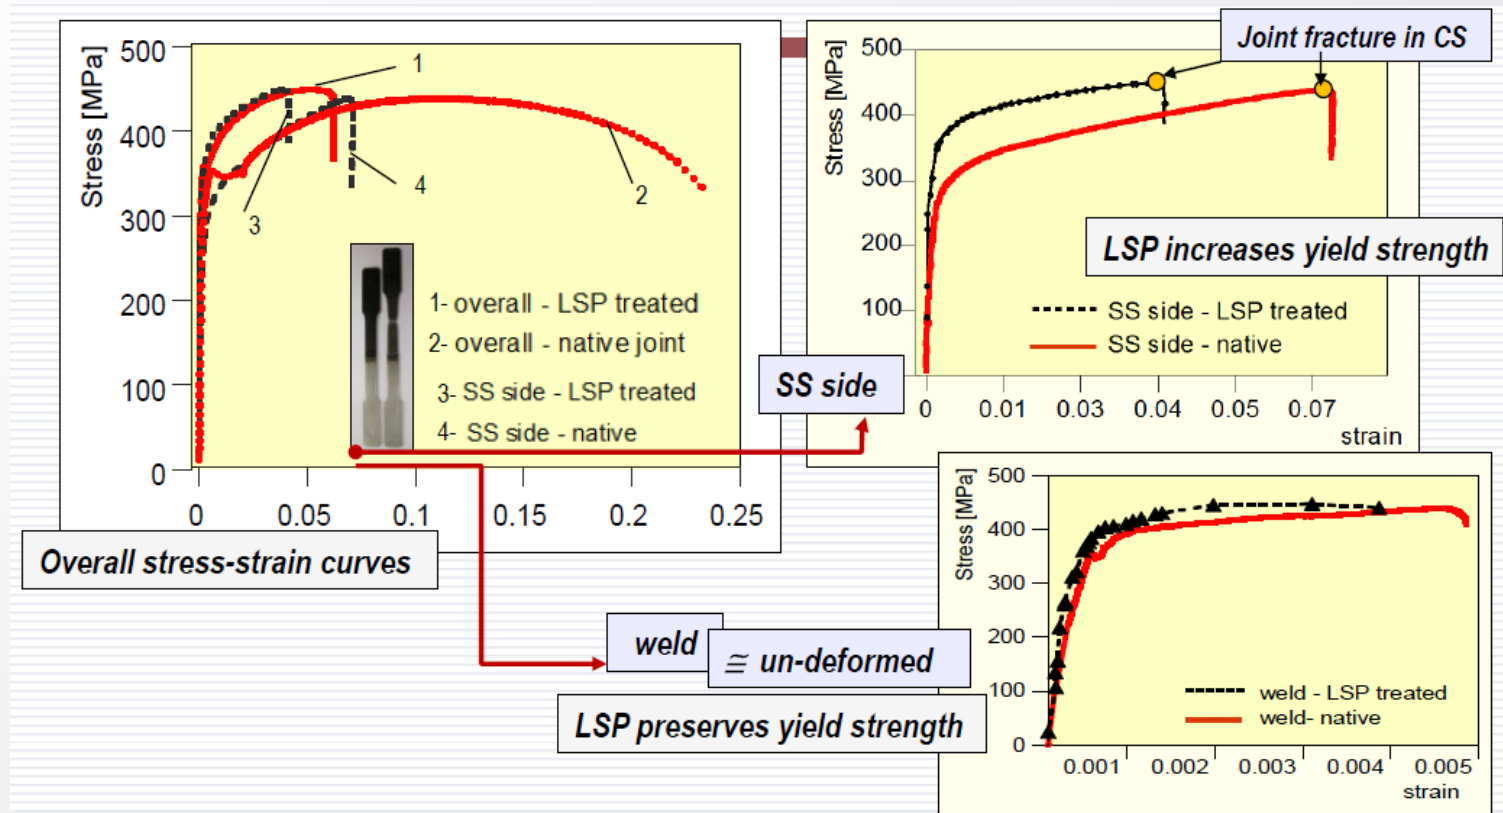 Stress [MPa]
500
400
300
200
100
0
0 0.05 0.1 0.15 0.2 0.25
1
2
3
4
1- overall - LSP treated
2- overall - native joint
3- SS side - LSP treated
4- SS side - native
Overall stress-strain curves
Joint fracture in CS
Stress [MPa]
500
400
300
200
100
LSP increases yield strength
SS side - LSP treated
SS side - native
0 0.01 0.03 0.04 0.05 0.07
strain
SS side
weld
≅ un-deformed
LSP preserves yield strength
Stress [MPa]
500
400
300
200
100
0
weld - LSP treated
weld- native
0.001 0.002 0.003 0.004 0.005
strain